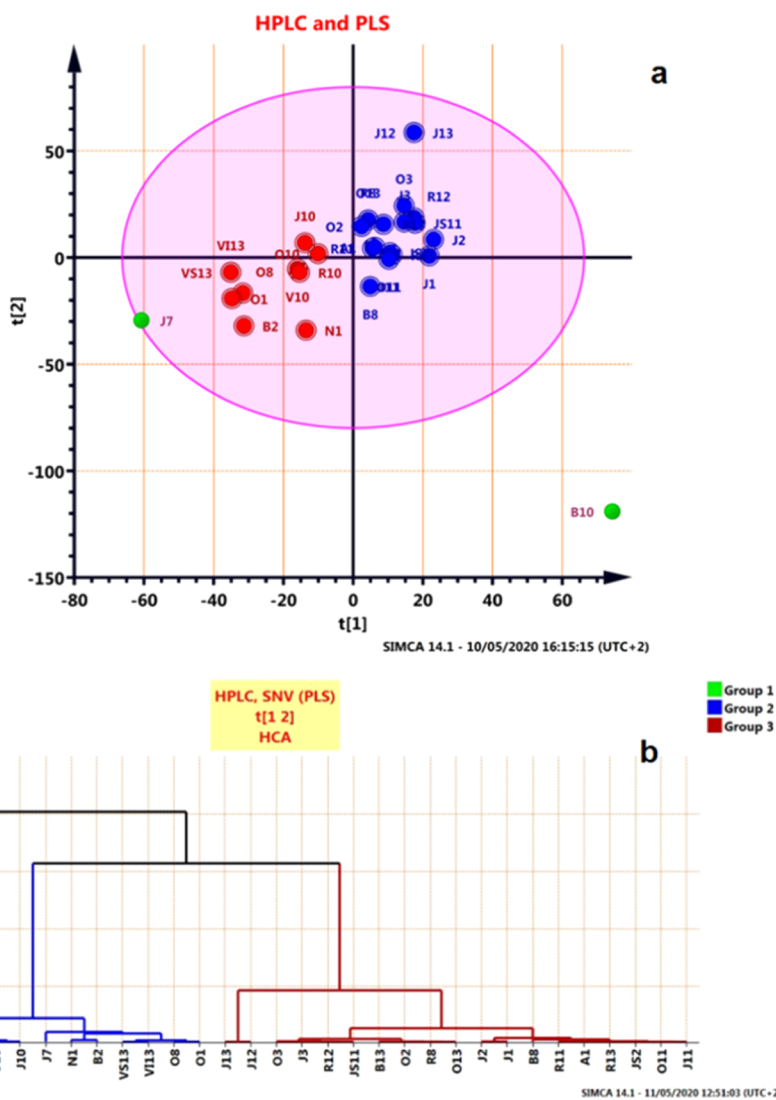 HPLC and PLS
a
J12 J13
50
O3
J3
R12
J10
O2
JS11
J2
VI13
O10
0
VS13
O8
R10
J1
O1
V10
B8
B2
N1
J7
t[2]
-50
-100
B10
-150
-80 -60 -40 -20 0 20 40 60
t[1]
SIMCA 14.1 - 10/05/2020 16:15:15 (UTC+2)
HPLC, SNV (PLS)
t[1 2]
HCA
Group 1
Group 2
Group 3
b
J10 J7 N1 B2 VS13 VI13 O8 O1 J13 J12 O3 J3 R12 JS11 B13 O2 R8 O13 J2 J1 B8 R11 A1 R13 JS2 O11 J11
SIMCA 14.1 - 11/05/2020 12:51:03 (UTC+2